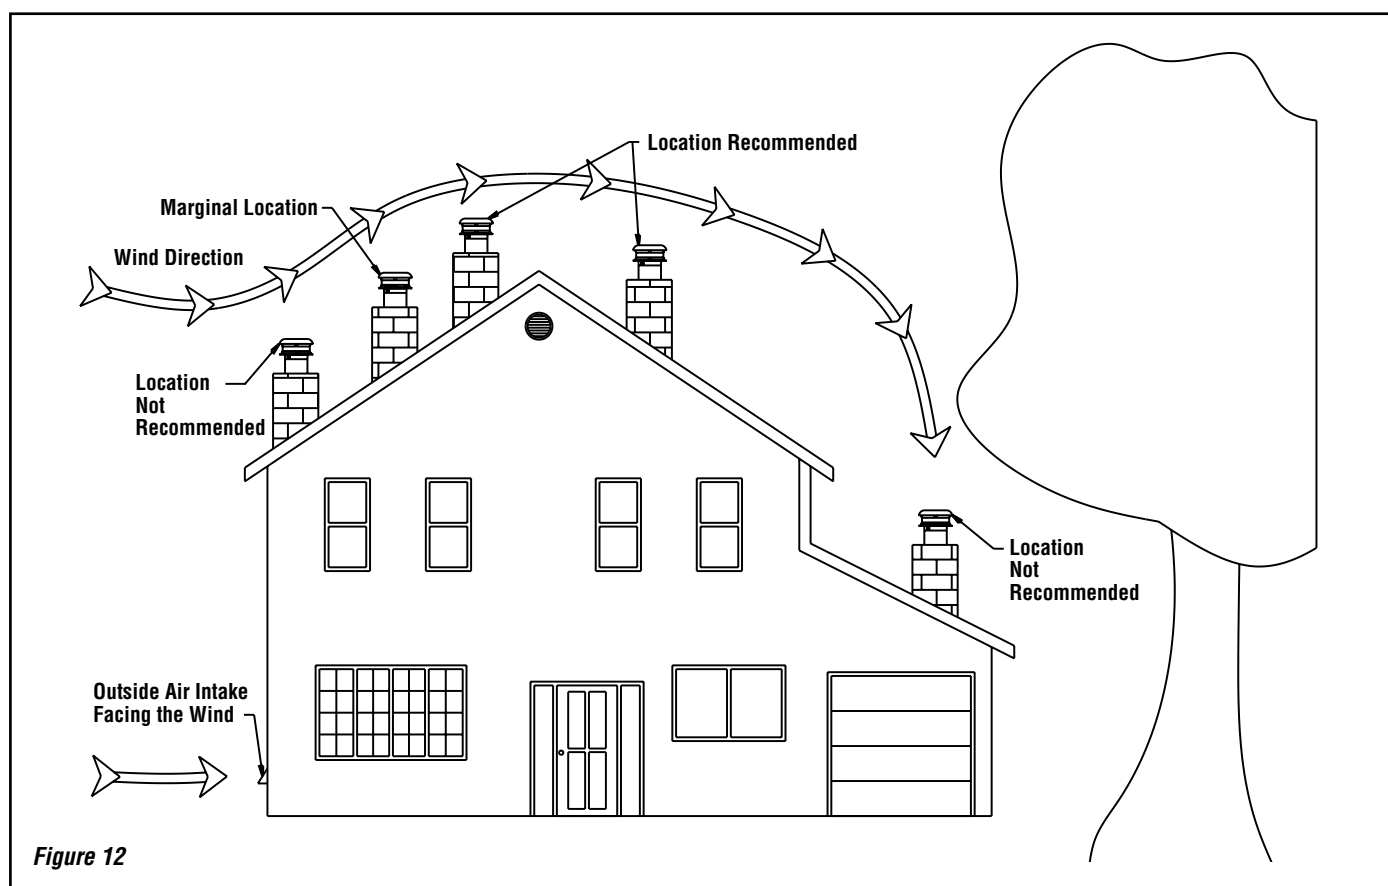 Location Recommended
Marginal Location
Wind Direction
Location
Not
Recommended
Location
Not
Recommended
Outside Air Intake
Facing the Wind
Figure 12